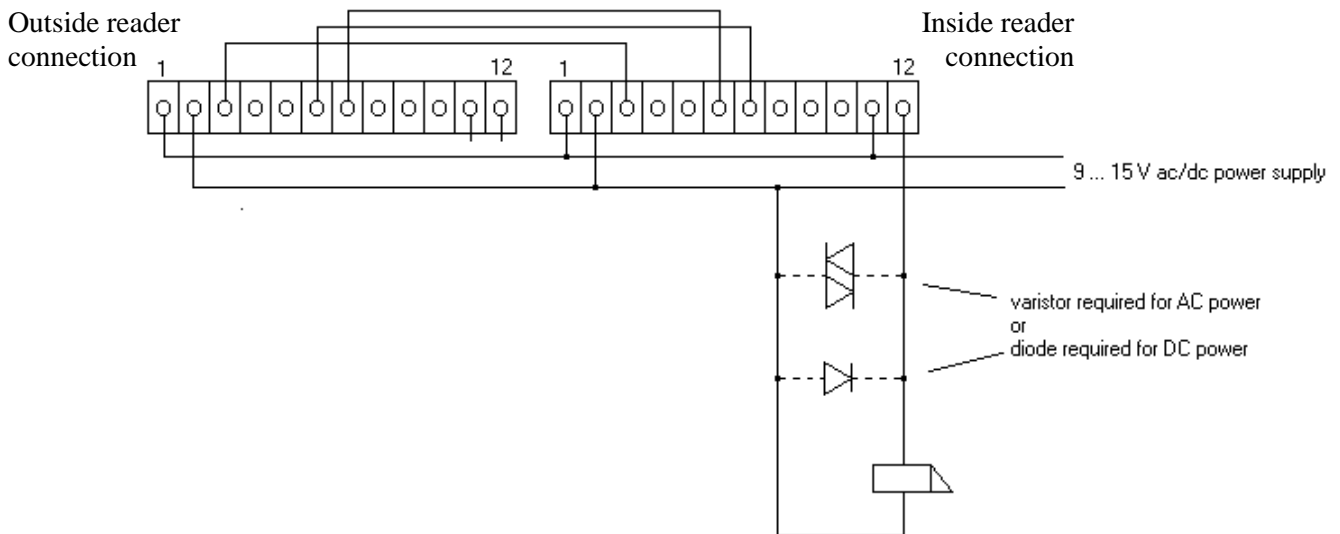 Outside reader
connection
Inside reader
connection
1
12
1
12
9 ... 15 V ac/dc power supply
varistor required for AC power
or
diode required for DC power